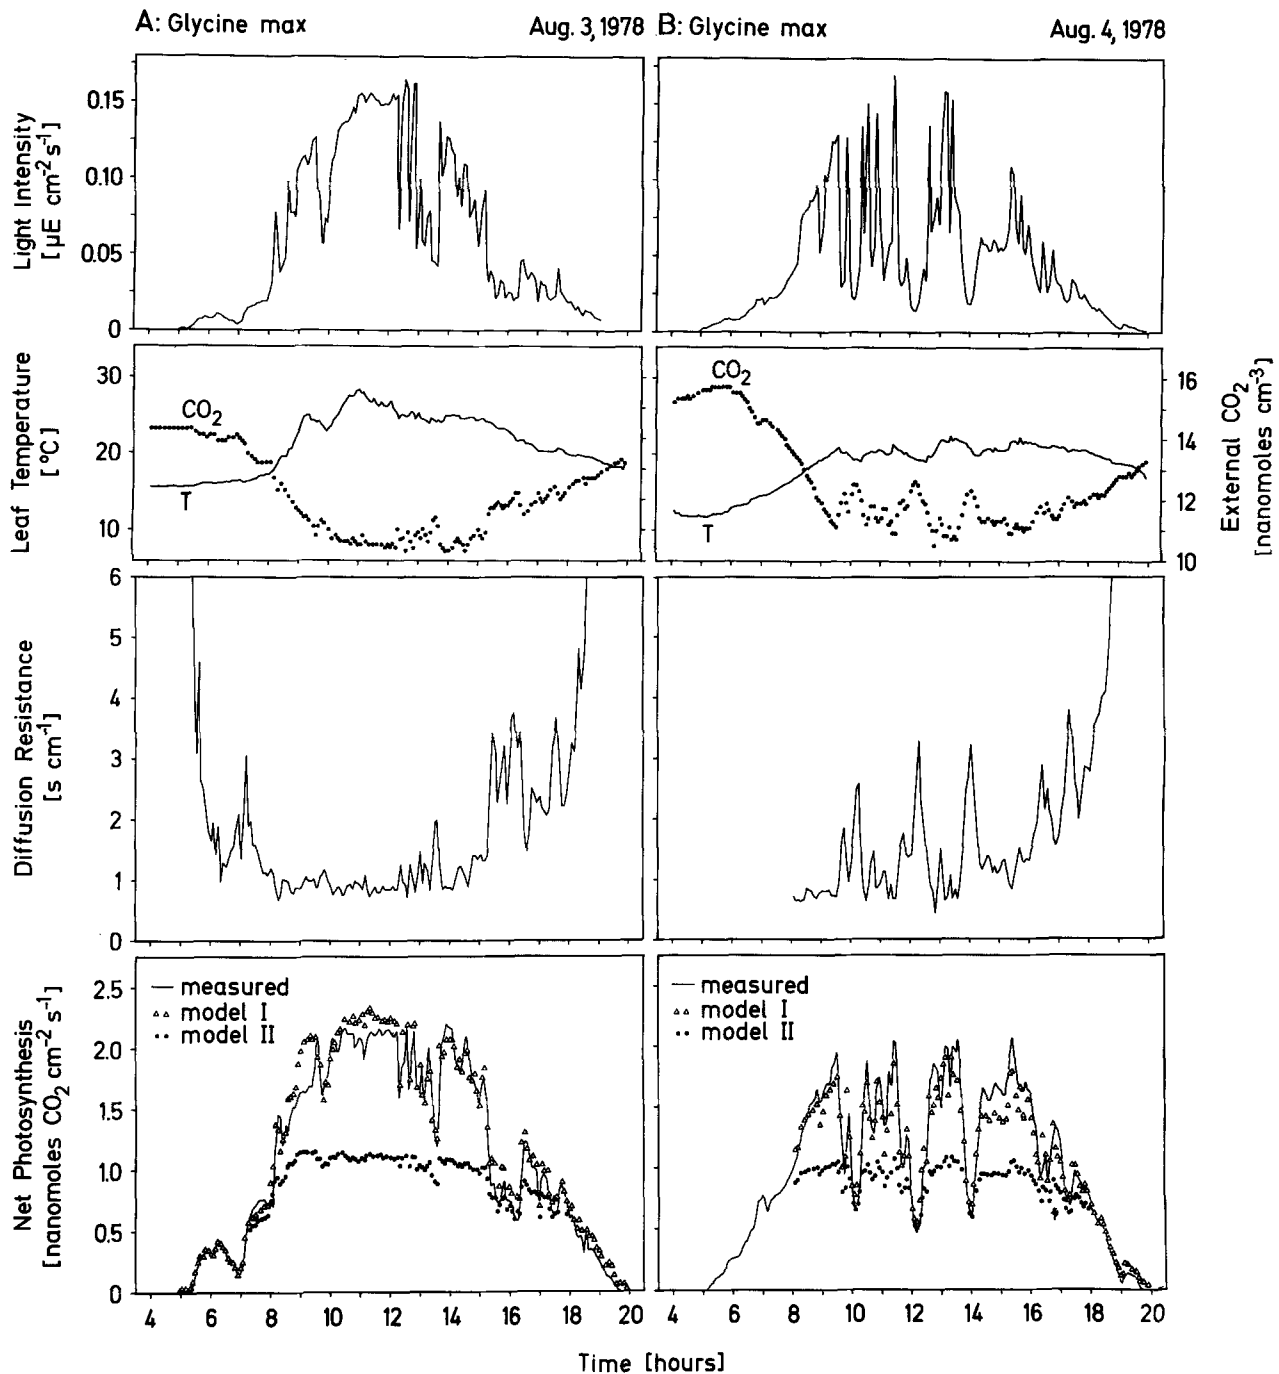 A: Glycine max
Aug. 3, 1978
B: Glycine max
Aug. 4, 1978
Light Intensity
[µE cm-2 s-1]
0.15
0.10
0.05
0
Leaf Temperature
[°C]
30
20
10
CO2
T
CO2
T
16
14
12
10
External CO2
[nanomoles cm-3]
Diffusion Resistance
[s cm-1]
6
5
4
3
2
1
0
Net Photosynthesis
[nanomoles CO2 cm-2 s-1]
2.5
2.0
1.5
1.0
0.5
0
measured
model I
model II
measured
model I
model II
4 6 8 10 12 14 16 18 20
4 6 8 10 12 14 16 18 20
Time [hours]